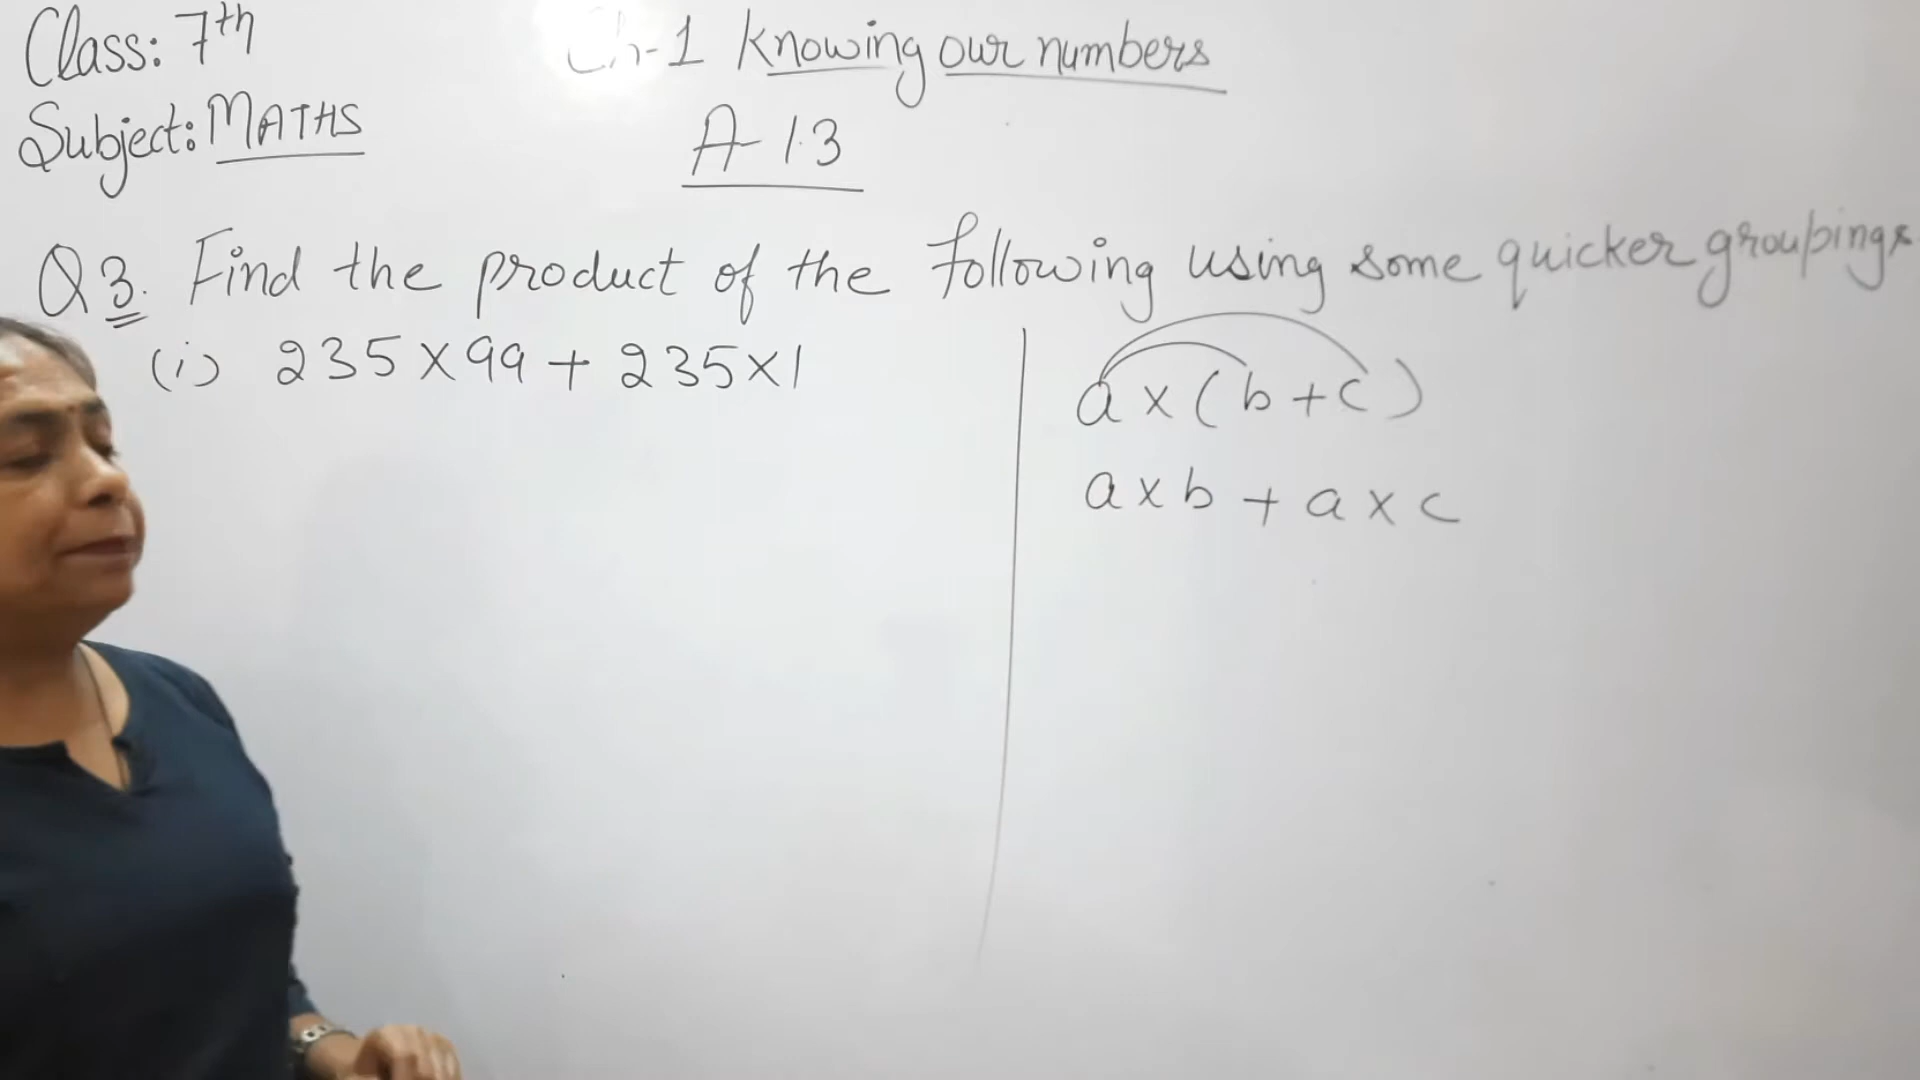 Class: 7th
Ch-1 Knowing our numbers
Subject: MATHS
A 1.3
Q3. Find the product of the following using some quicker groupings.
(i) 235×99 + 235×1
a×(b+c)
a×b + a×c